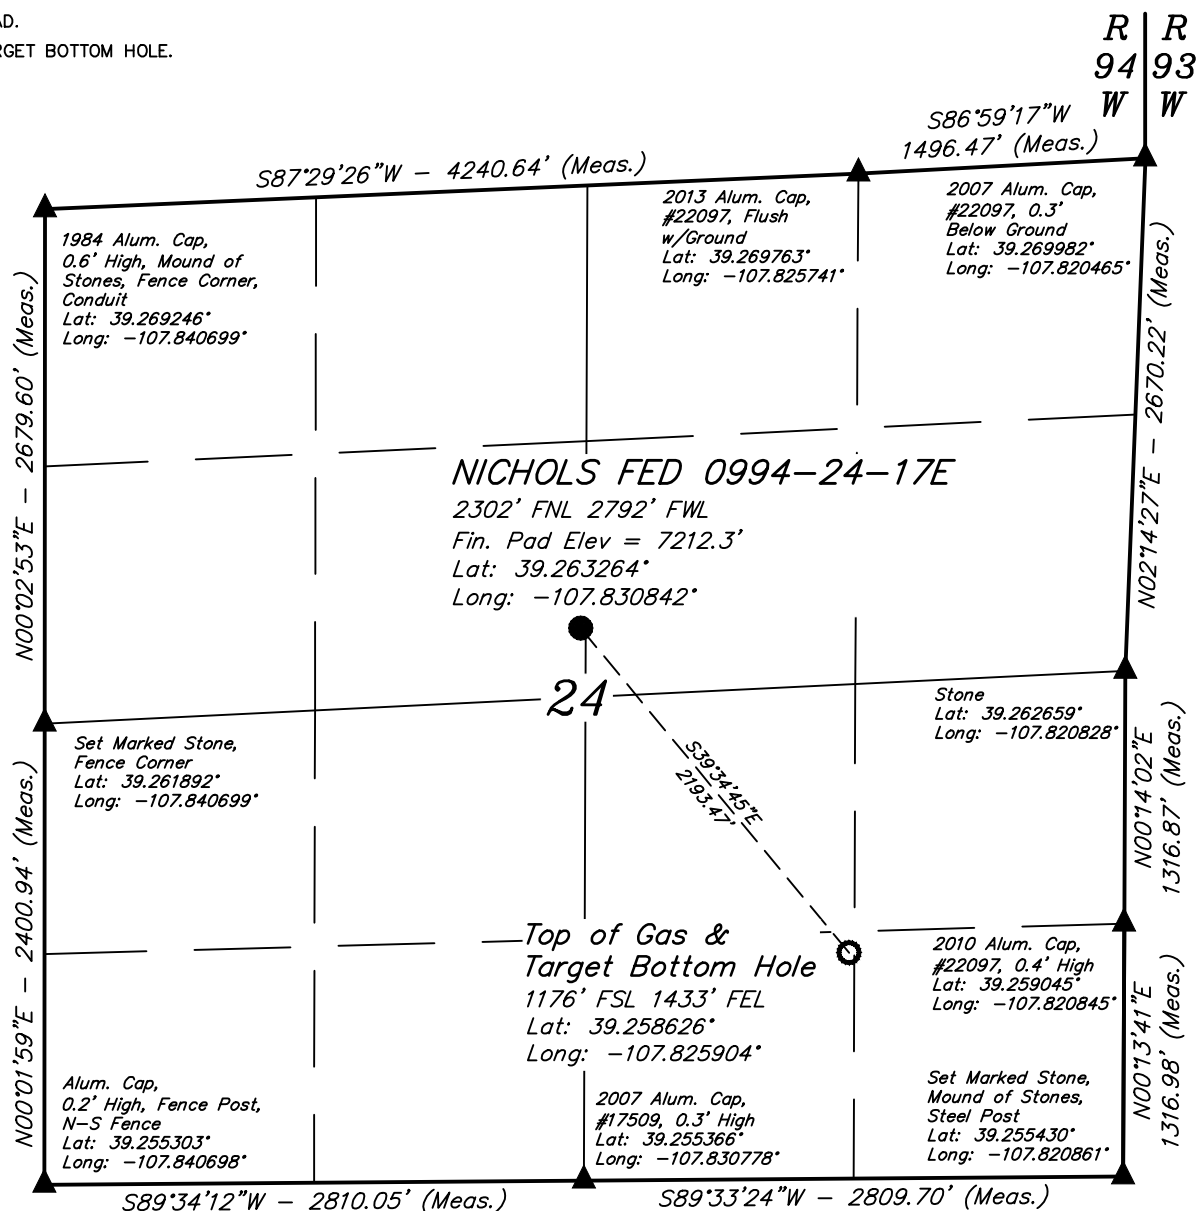 AD.
RGET BOTTOM HOLE.
R R
94 93
W W
S86°59'17"W
1496.47' (Meas.)
S87°29'26"W - 4240.64' (Meas.)
1984 Alum. Cap,
0.6' High, Mound of
Stones, Fence Corner,
Conduit
Lat: 39.269246°
Long: -107.840699°
2013 Alum. Cap,
#22097, Flush
w/Ground
Lat: 39.269763°
Long: -107.825741°
2007 Alum. Cap,
#22097, 0.3'
Below Ground
Lat: 39.269982°
Long: -107.820465°
N00°02'53"E - 2679.60' (Meas.)
N02°14'27"E - 2670.22' (Meas.)
NICHOLS FED 0994-24-17E
2302' FNL 2792' FWL
Fin. Pad Elev = 7212.3'
Lat: 39.263264°
Long: -107.830842°
24
Stone
Lat: 39.262659°
Long: -107.820828°
Set Marked Stone,
Fence Corner
Lat: 39.261892°
Long: -107.840699°
S39°34'45"E
2193.47'
N00°14'02"E
1316.87' (Meas.)
N00°01'59"E - 2400.94' (Meas.)
Top of Gas &
Target Bottom Hole
1176' FSL 1433' FEL
Lat: 39.258626°
Long: -107.825904°
2010 Alum. Cap,
#22097, 0.4' High
Lat: 39.259045°
Long: -107.820845°
N00°13'41"E
1316.98' (Meas.)
Alum. Cap,
0.2' High, Fence Post,
N-S Fence
Lat: 39.255303°
Long: -107.840698°
2007 Alum. Cap,
#17509, 0.3' High
Lat: 39.255366°
Long: -107.830778°
Set Marked Stone,
Mound of Stones,
Steel Post
Lat: 39.255430°
Long: -107.820861°
S89°34'12"W - 2810.05' (Meas.)
S89°33'24"W - 2809.70' (Meas.)